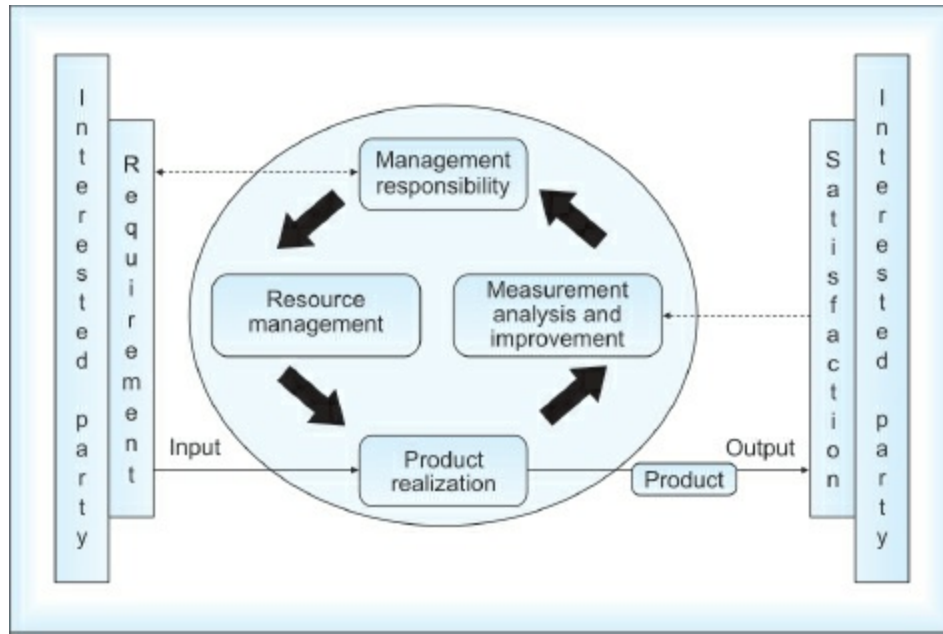 Interested party
Requirement
Management
responsibility
Resource
management
Measurement
analysis and
improvement
Input
Product
realization
Product
Output
Satisfaction
Interested party